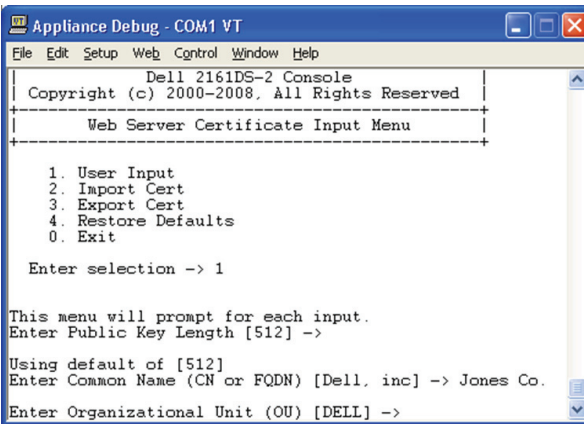 Appliance Debug - COM1 VT
File Edit Setup Web Control Window Help
Dell 2161DS-2 Console
Copyright (c) 2000-2008, All Rights Reserved
Web Server Certificate Input Menu
1. User Input
2. Import Cert
3. Export Cert
4. Restore Defaults
0. Exit
Enter selection -> 1
This menu will prompt for each input.
Enter Public Key Length [512] ->
Using default of [512]
Enter Common Name (CN or FQDN) [Dell, inc] -> Jones Co.
Enter Organizational Unit (OU) [DELL] ->